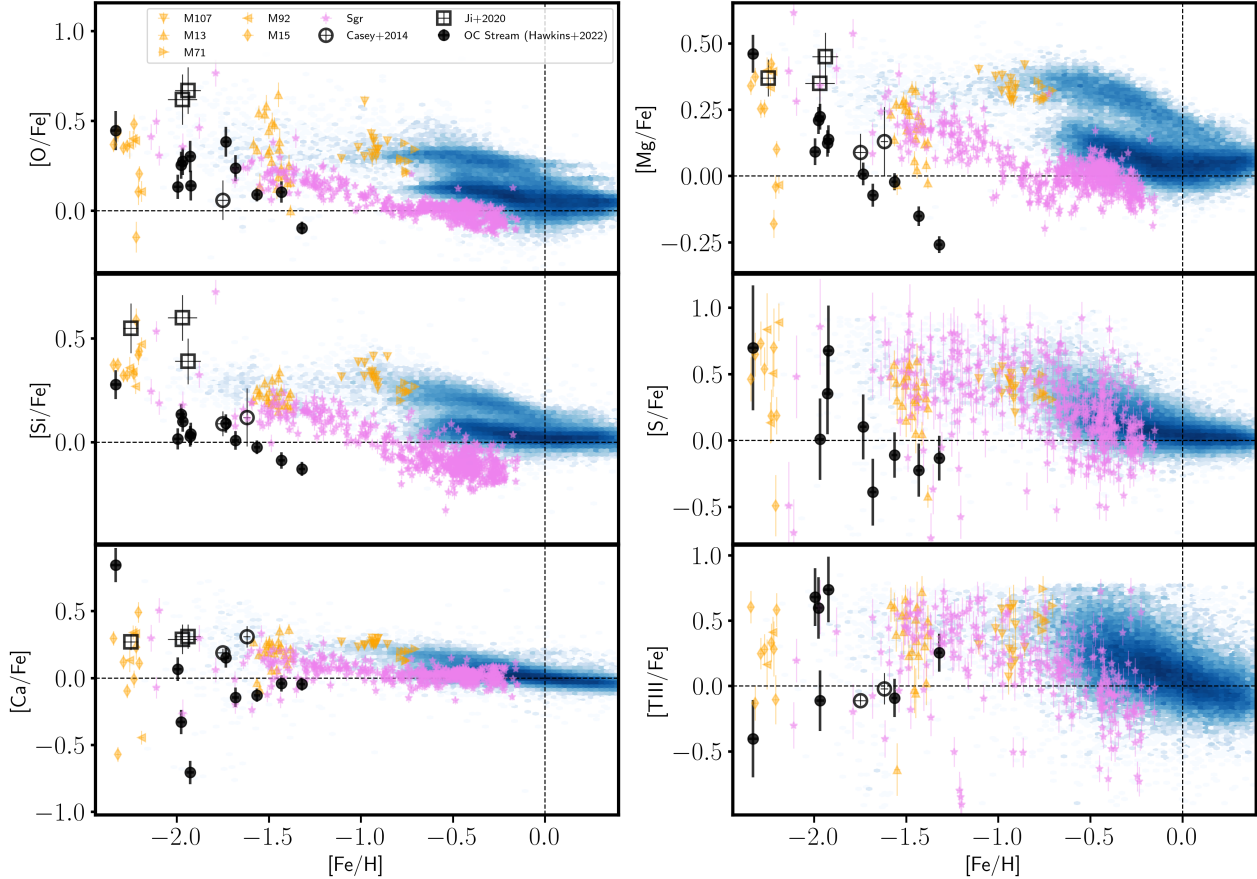 M107
M13
M71
M92
M15
Sgr
Casey+2014
Ji+2020
OC Stream (Hawkins+2022)
[O/Fe]
1.0
0.5
0.0
[Mg/Fe]
0.50
0.25
0.00
−0.25
[Si/Fe]
0.5
0.0
[S/Fe]
1.0
0.5
0.0
−0.5
[Ca/Fe]
0.5
0.0
−0.5
−1.0
[TIII/Fe]
1.0
0.5
0.0
−0.5
−2.0 −1.5 −1.0 −0.5 0.0
[Fe/H]
−2.0 −1.5 −1.0 −0.5 0.0
[Fe/H]